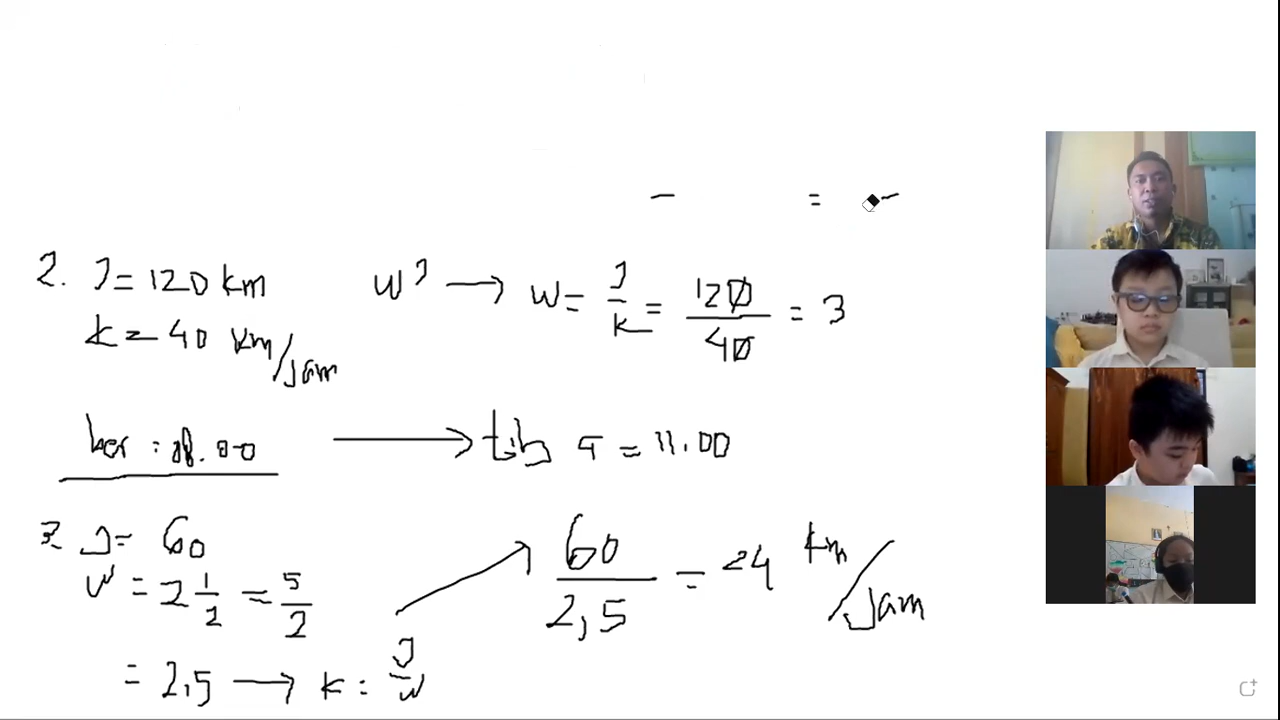 - =
2. J = 120 km W? → W = J/k = 120/40 = 3
k = 40 km/jam
ber : 08.00 → tiba = 11.00
3. J = 60
W = 2 1/2 = 5/2 60/2,5 = 24 km/jam
= 2,5 → k = J/W